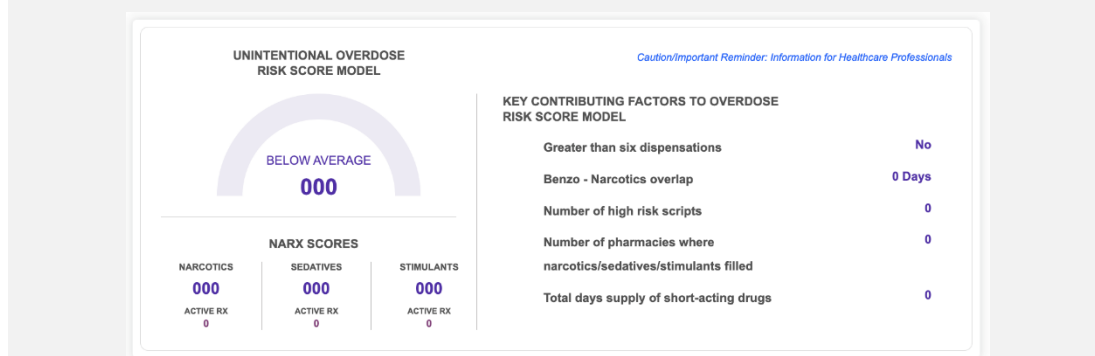 UNINTENTIONAL OVERDOSE
RISK SCORE MODEL
BELOW AVERAGE
000
NARX SCORES
NARCOTICS SEDATIVES STIMULANTS
000 000 000
ACTIVE RX ACTIVE RX ACTIVE RX
0 0 0
Caution/Important Reminder: Information for Healthcare Professionals
KEY CONTRIBUTING FACTORS TO OVERDOSE
RISK SCORE MODEL
Greater than six dispensations No
Benzo - Narcotics overlap 0 Days
Number of high risk scripts 0
Number of pharmacies where 0
narcotics/sedatives/stimulants filled
Total days supply of short-acting drugs 0